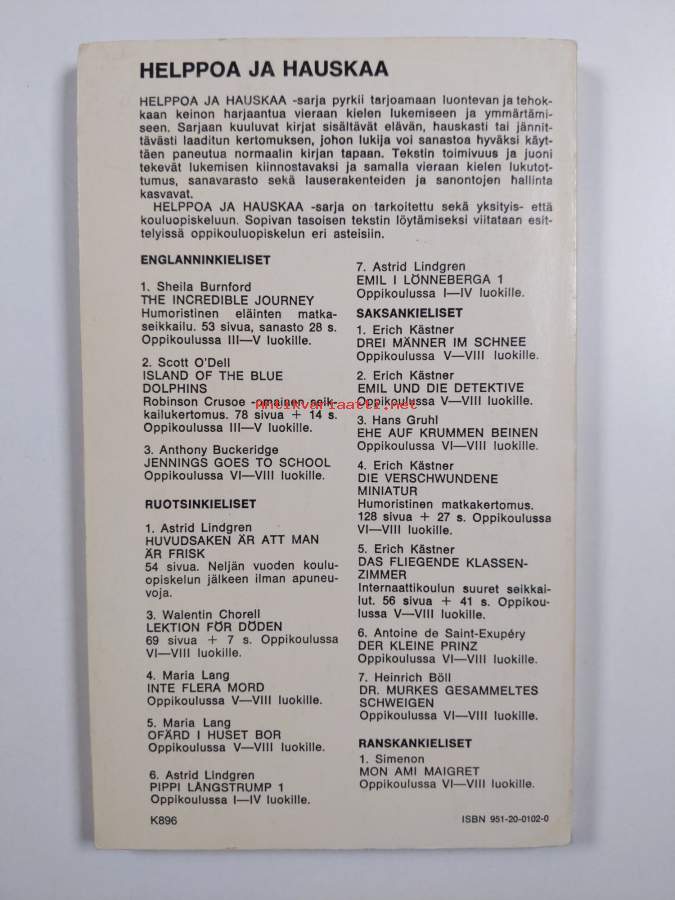 HELPPOA JA HAUSKAA
HELPPOA JA HAUSKAA -sarja pyrkii tarjoamaan luontevan ja tehok-
kaan keinon harjaantua vieraan kielen lukemiseen ja ymmärtämi-
seen. Sarjaan kuuluvat kirjat sisältävät elävän, hauskasti tai jännit-
tävästi laaditun kertomuksen, johon lukija voi sanastoa hyväksi käyt-
täen paneutua normaalin kirjan tapaan. Tekstin toimivuus ja juoni
tekevät lukemisen kiinnostavaksi ja samalla vieraan kielen lukutot-
tumus, sanavarasto sekä lauserakenteiden ja sanontojen hallinta
kasvavat.
HELPPOA JA HAUSKAA -sarja on tarkoitettu sekä yksityis- että
kouluopiskeluun. Sopivan tasoisen tekstin löytämiseksi viitataan esit-
telyissä oppikouluopiskelun eri asteisiin.
ENGLANNINKIELISET
1. Sheila Burnford
THE INCREDIBLE JOURNEY
Humoristinen eläinten matka-
seikkailu. 53 sivua, sanasto 28 s.
Oppikoulussa III—V luokille.
2. Scott O'Dell
ISLAND OF THE BLUE
DOLPHINS
Robinson Crusoe -omainen seik-
kailukertomus. 78 sivua + 14 s.
Oppikoulussa III—V luokille.
3. Anthony Buckeridge
JENNINGS GOES TO SCHOOL
Oppikoulussa VI—VIII luokille.
RUOTSINKIELISET
1. Astrid Lindgren
HUVUDSAKEN ÄR ATT MAN
ÄR FRISK
54 sivua. Neljän vuoden koulu-
opiskelun jälkeen ilman apuneu-
voja.
3. Walentin Chorell
LEKTION FÖR DÖDEN
69 sivua + 7 s. Oppikoulussa
VI—VIII luokille.
4. Maria Lang
INTE FLERA MORD
Oppikoulussa V—VIII luokille.
5. Maria Lang
OFÄRD I HUSET BOR
Oppikoulussa V—VIII luokille.
6. Astrid Lindgren
PIPPI LÅNGSTRUMP 1
Oppikoulussa I—IV luokille.
7. Astrid Lindgren
EMIL I LÖNNEBERGA 1
Oppikoulussa I—IV luokille.
SAKSANKIELISET
1. Erich Kästner
DREI MÄNNER IM SCHNEE
Oppikoulussa V—VIII luokille.
2. Erich Kästner
EMIL UND DIE DETEKTIVE
Oppikoulussa V—VIII luokille.
3. Hans Gruhl
EHE AUF KRUMMEN BEINEN
Oppikoulussa VI—VIII luokille.
4. Erich Kästner
DIE VERSCHWUNDENE
MINIATUR
Humoristinen matkakertomus.
128 sivua + 27 s. Oppikoulussa
VI—VIII luokille.
5. Erich Kästner
DAS FLIEGENDE KLASSEN-
ZIMMER
Internaattikoulun suuret seikkai-
lut. 56 sivua + 41 s. Oppikou-
lussa V—VIII luokille.
6. Antoine de Saint-Exupéry
DER KLEINE PRINZ
Oppikoulussa VI—VIII luokille.
7. Heinrich Böll
DR. MURKES GESAMMELTES
SCHWEIGEN
Oppikoulussa VI—VIII luokille.
RANSKANKIELISET
1. Simenon
MON AMI MAIGRET
Oppikoulussa VI—VIII luokille.
Antikvariaatti.net
K896
ISBN 951-20-0102-0